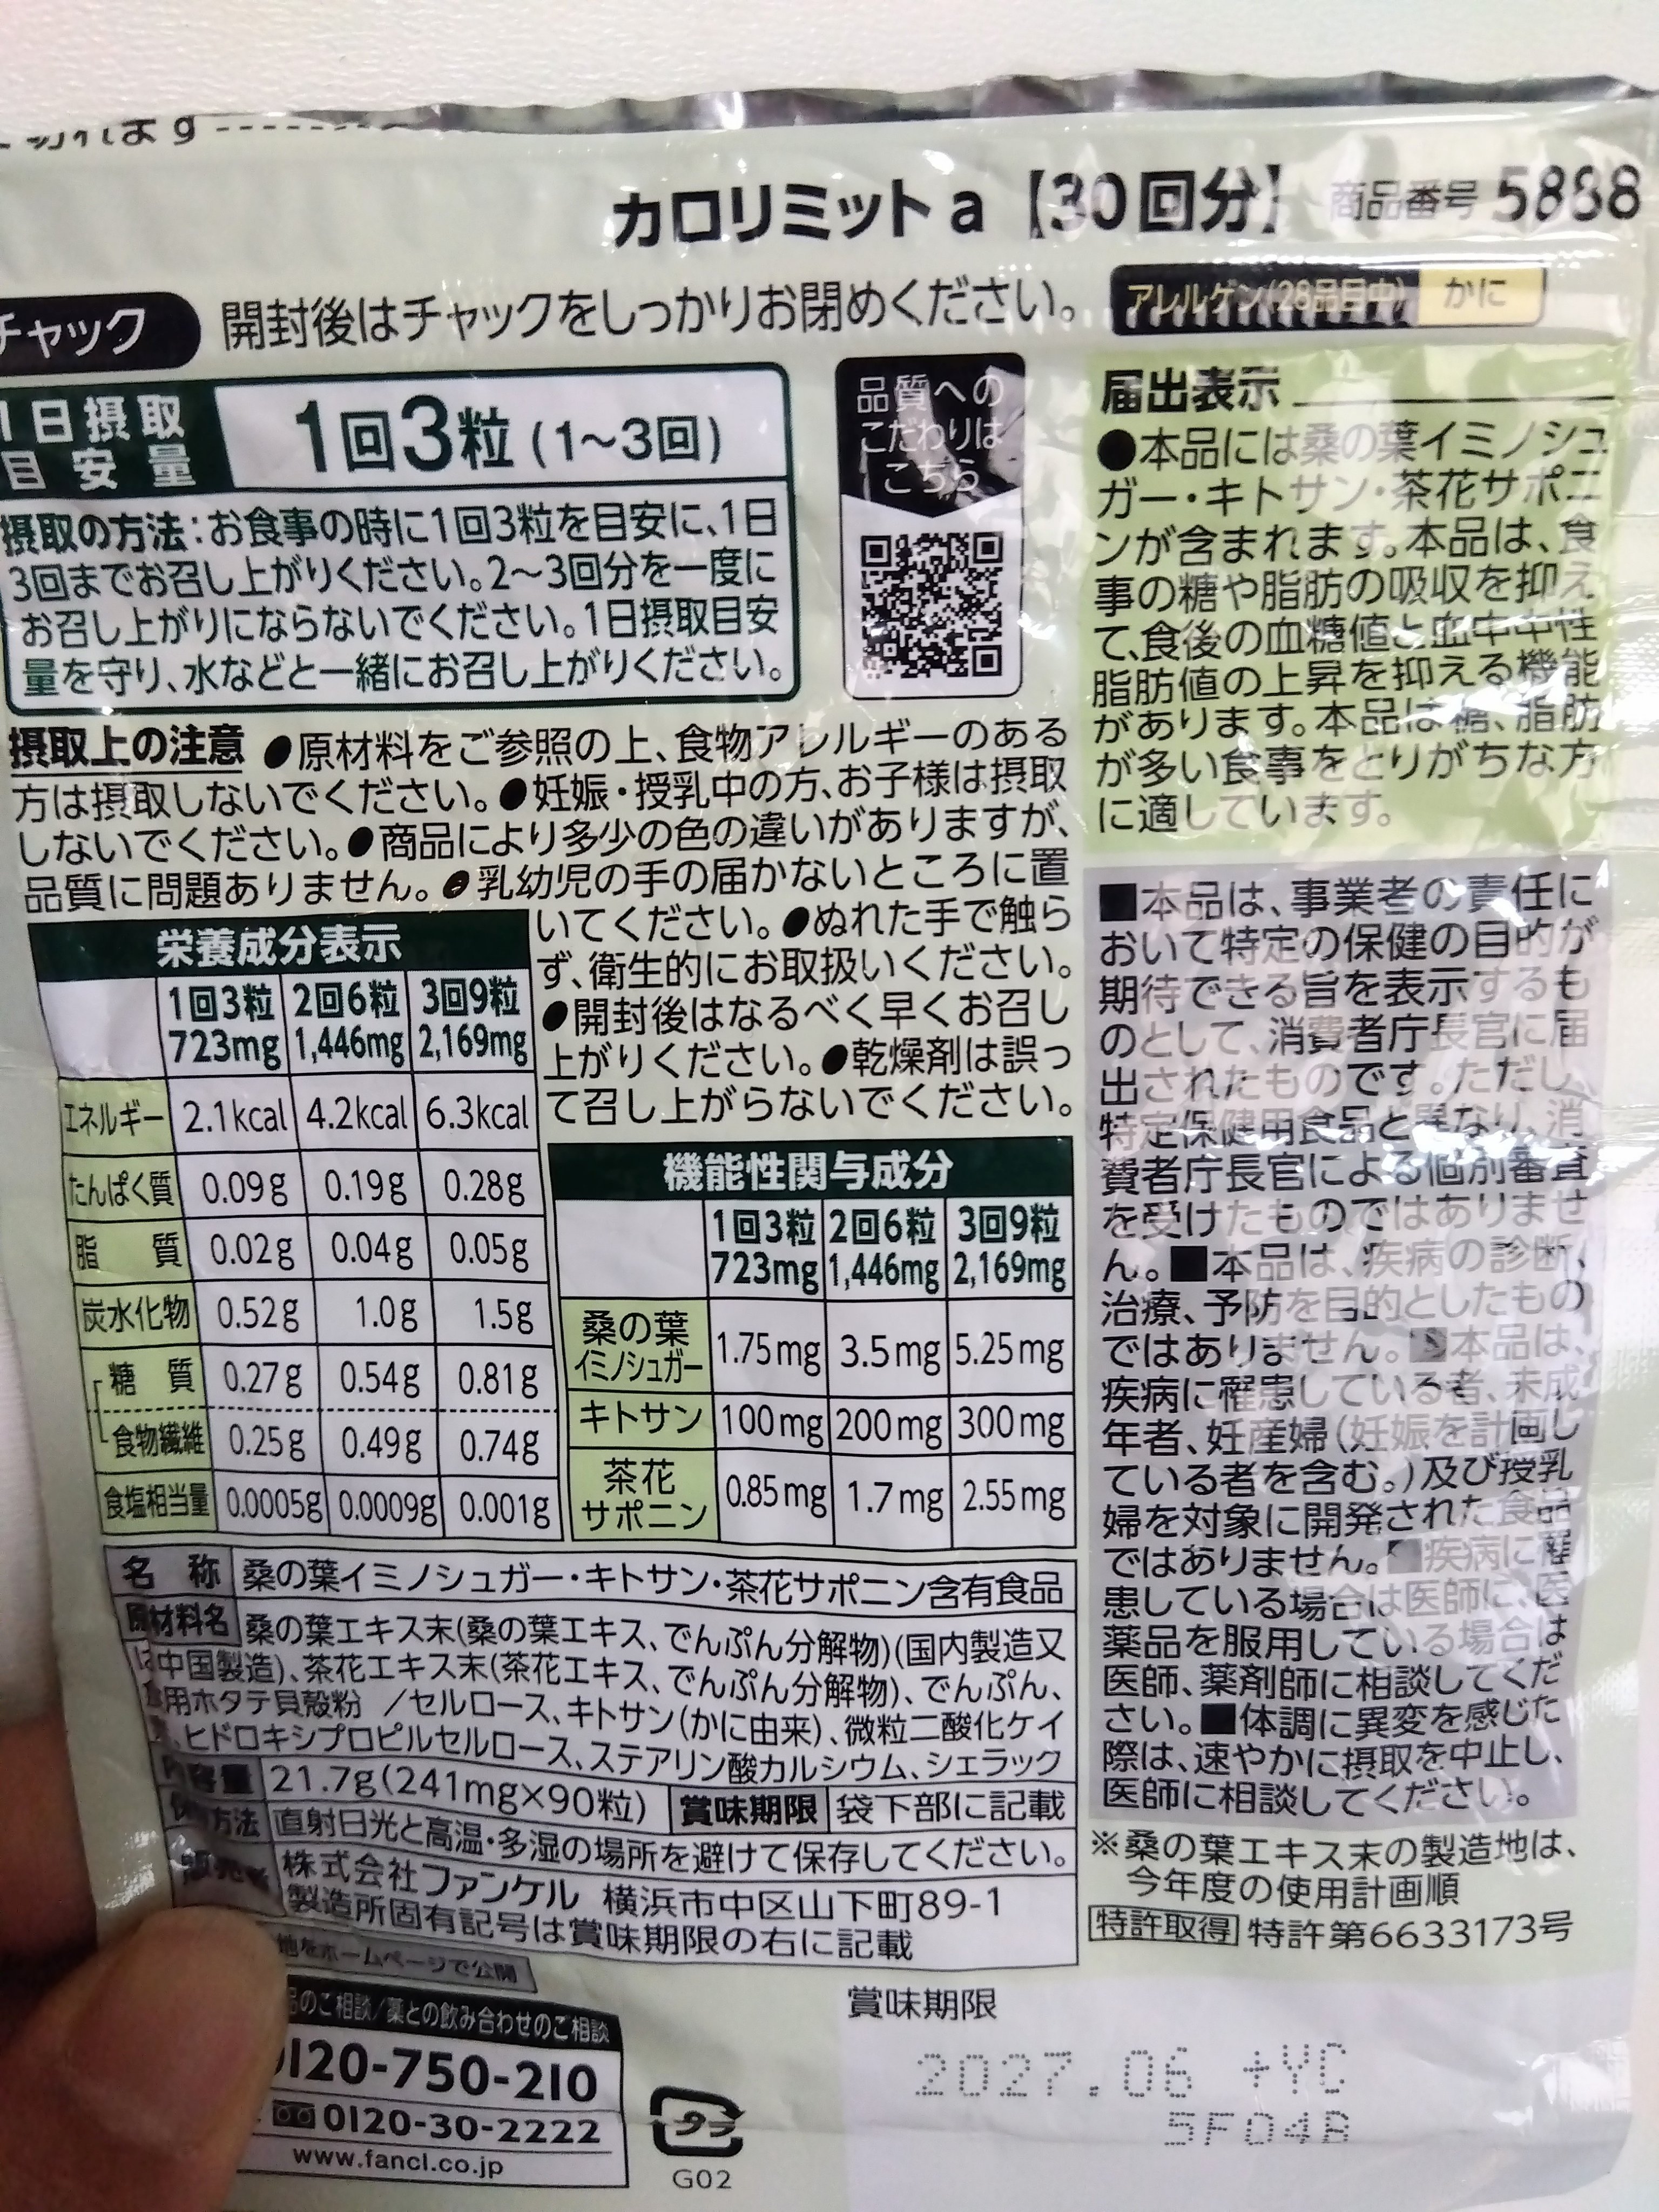 カロリミット a【30回分】 商品番号 5888
チャック 開封後はチャックをしっかりお閉めください。
アレルゲン(28品目中) かに
1日摂取
目安量
1回3粒(1〜3回)
摂取の方法:お食事の時に1回3粒を目安に、1日
3回までお召し上がりください。2〜3回分を一度に
お召し上がりにならないでください。1日摂取目安
量を守り、水などと一緒にお召し上がりください。
品質への
こだわりは
こちら
届出表示
●本品には桑の葉イミノシュ
ガー・キトサン・茶花サポニ
ンが含まれます。本品は、食
事の糖や脂肪の吸収を抑え
て、食後の血糖値と血中中性
脂肪値の上昇を抑える機能
があります。本品は糖、脂肪
が多い食事をとりがちな方
に適しています。
摂取上の注意 ●原材料をご参照の上、食物アレルギーのある
方は摂取しないでください。●妊娠・授乳中の方、お子様は摂取
しないでください。●商品により多少の色の違いがありますが、
品質に問題ありません。●乳幼児の手の届かないところに置
いてください。●ぬれた手で触ら
ず、衛生的にお取扱いください。
●開封後はなるべく早くお召し
上がりください。●乾燥剤は誤っ
て召し上がらないでください。
栄養成分表示
1回3粒 2回6粒 3回9粒
723mg 1,446mg 2,169mg
エネルギー 2.1kcal 4.2kcal 6.3kcal
たんぱく質 0.09g 0.19g 0.28g
脂質 0.02g 0.04g 0.05g
炭水化物 0.52g 1.0g 1.5g
糖質 0.27g 0.54g 0.81g
食物繊維 0.25g 0.49g 0.74g
食塩相当量 0.0005g 0.0009g 0.001g
機能性関与成分
1回3粒 2回6粒 3回9粒
723mg 1,446mg 2,169mg
桑の葉
イミノシュガー 1.75mg 3.5mg 5.25mg
キトサン 100mg 200mg 300mg
茶花
サポニン 0.85mg 1.7mg 2.55mg
■本品は、事業者の責任に
おいて特定の保健の目的が
期待できる旨を表示するも
のとして、消費者庁長官に届
出されたものです。ただし、
特定保健用食品と異なり、消
費者庁長官による個別審査
を受けたものではありませ
ん。■本品は、疾病の診断、
治療、予防を目的としたもの
ではありません。■本品は、
疾病に罹患している者、未成
年者、妊産婦(妊娠を計画し
ている者を含む。)及び授乳
婦を対象に開発された食品
ではありません。■疾病に罹
患している場合は医師に、医
薬品を服用している場合は
医師、薬剤師に相談してくだ
さい。■体調に異変を感じた
際は、速やかに摂取を中止し、
医師に相談してください。
※桑の葉エキス末の製造地は、
今年度の使用計画順
特許取得 特許第6633173号
名称 桑の葉イミノシュガー・キトサン・茶花サポニン含有食品
原材料名 桑の葉エキス末(桑の葉エキス、でんぷん分解物)(国内製造又
は中国製造)、茶花エキス末(茶花エキス、でんぷん分解物)、でんぷん、
食用ホタテ貝殻粉 /セルロース、キトサン(かに由来)、微粒二酸化ケイ
、ヒドロキシプロピルセルロース、ステアリン酸カルシウム、シェラック
内容量 21.7g(241mg×90粒) 賞味期限 袋下部に記載
方法 直射日光と高温・多湿の場所を避けて保存してください。
販売者 株式会社ファンケル 横浜市中区山下町89-1
製造所固有記号は賞味期限の右に記載
地をホームページで公開
品のご相談/薬との飲み合わせのご相談
0120-750-210
0120-30-2222
www.fancl.co.jp
プラ
G02
賞味期限
2027.06 +YC
5F04B